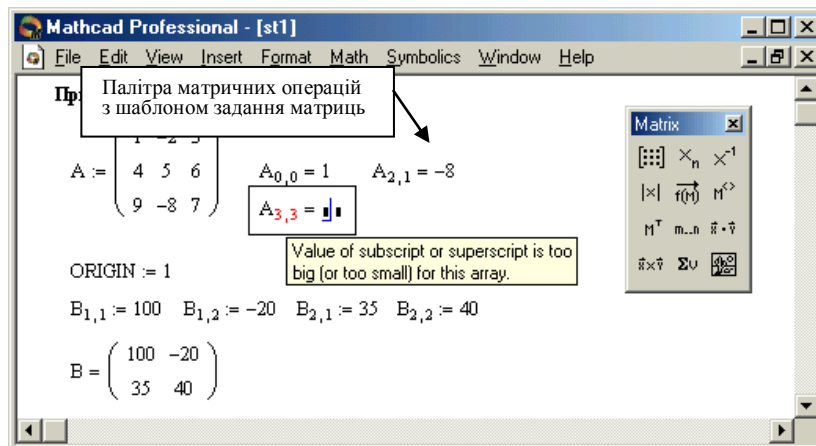 Mathcad Professional - [st1]
File Edit View Insert Format Math Symbolics Window Help
Палітра матричних операцій
з шаблоном задання матриць
Matrix
[:::] ×n ×⁻¹
|×| f(M) M<>
Mᵀ m..n x·y
x×y Συ
A :=
4 5 6
9 -8 7
A0,0 = 1 A2,1 = -8
A3,3 =
Value of subscript or superscript is too
big (or too small) for this array.
ORIGIN := 1
B1,1 := 100 B1,2 := -20 B2,1 := 35 B2,2 := 40
B =
100 -20
35 40